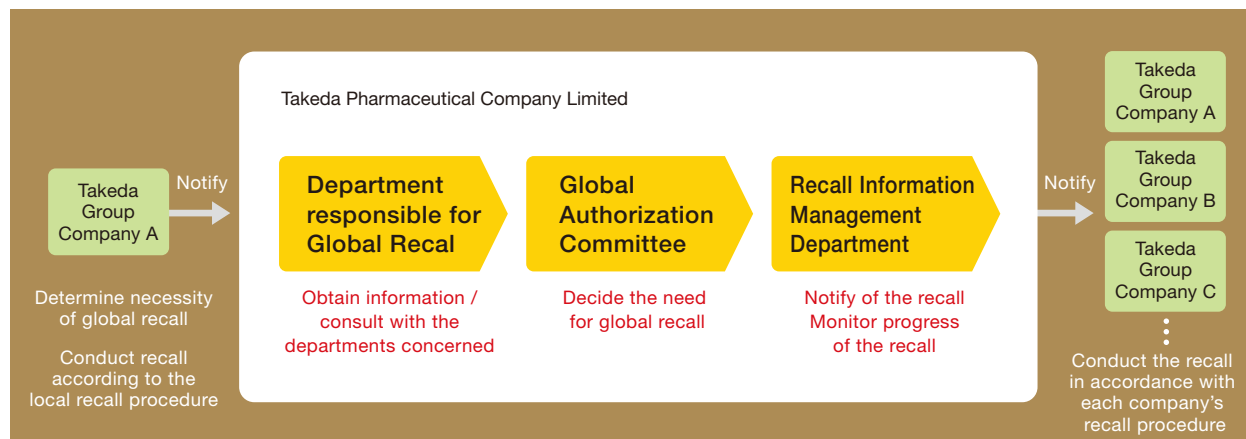 Takeda
Group
Company A
Notify
Determine necessity
of global recall
Conduct recall
according to the
local recall procedure
Takeda Pharmaceutical Company Limited
Department
responsible for
Global Recal
Obtain information /
consult with the
departments concerned
Global
Authorization
Committee
Decide the need
for global recall
Recall Information
Management
Department
Notify of the recall
Monitor progress
of the recall
Notify
Takeda
Group
Company A
Takeda
Group
Company B
Takeda
Group
Company C
Conduct the recall
in accordance with
each company’s
recall procedure